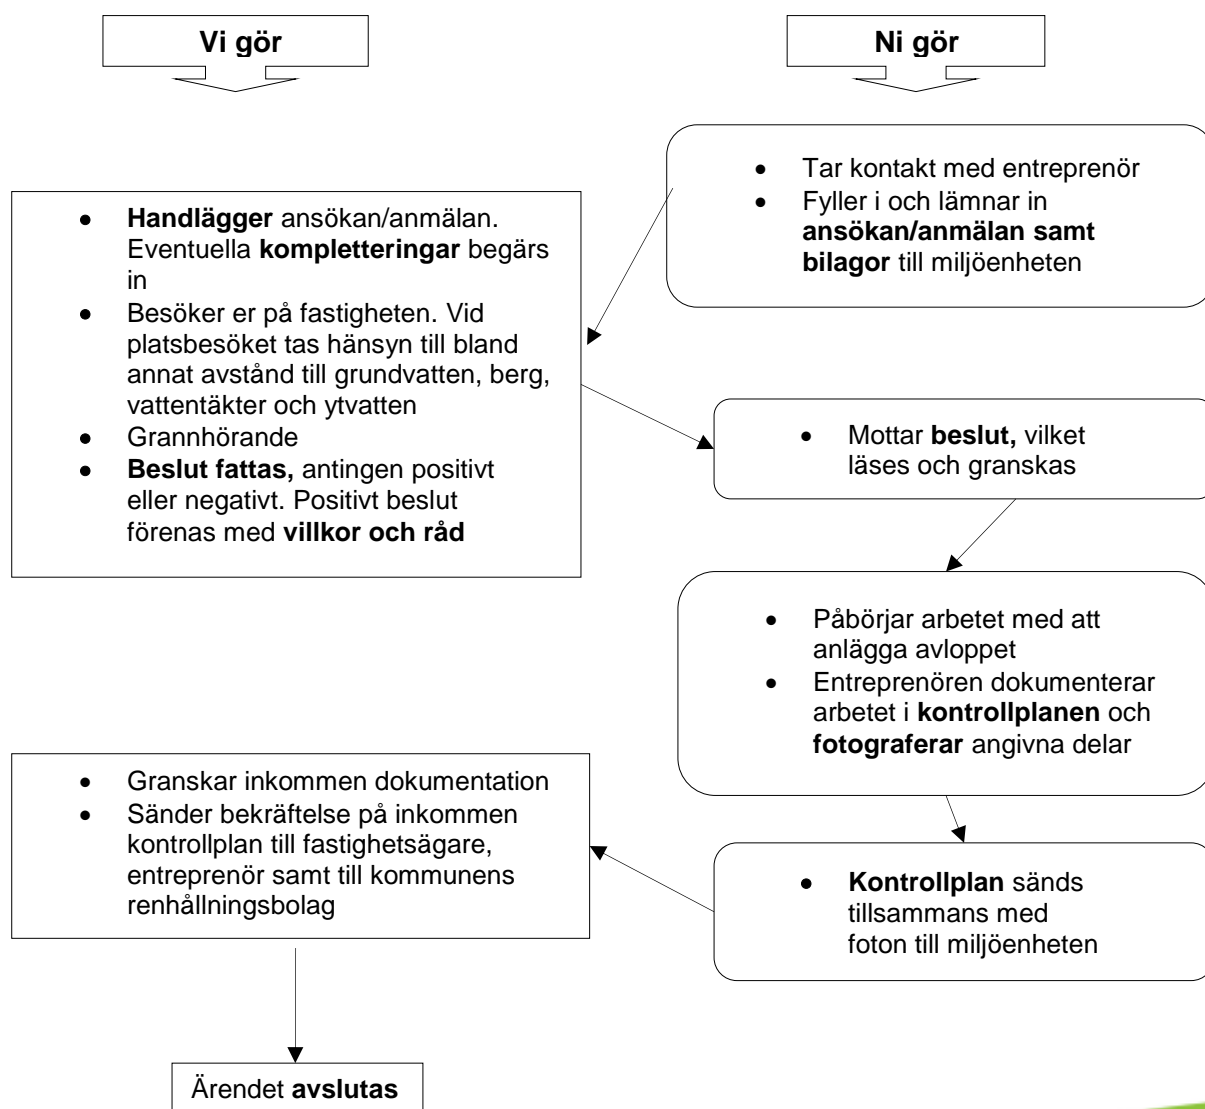 Vi gör
Ni gör
• Tar kontakt med entreprenör
• Fyller i och lämnar in
ansökan/anmälan samt
bilagor till miljöenheten
• Handlägger ansökan/anmälan.
Eventuella kompletteringar begärs
in
• Besöker er på fastigheten. Vid
platsbesöket tas hänsyn till bland
annat avstånd till grundvatten, berg,
vattentäkter och ytvatten
• Grannhörande
• Beslut fattas, antingen positivt
eller negativt. Positivt beslut
förenas med villkor och råd
• Mottar beslut, vilket
läses och granskas
• Påbörjar arbetet med att
anlägga avloppet
• Entreprenören dokumenterar
arbetet i kontrollplanen och
fotograferar angivna delar
• Kontrollplan sänds
tillsammans med
foton till miljöenheten
• Granskar inkommen dokumentation
• Sänder bekräftelse på inkommen
kontrollplan till fastighetsägare,
entreprenör samt till kommunens
renhållningsbolag
Ärendet avslutas